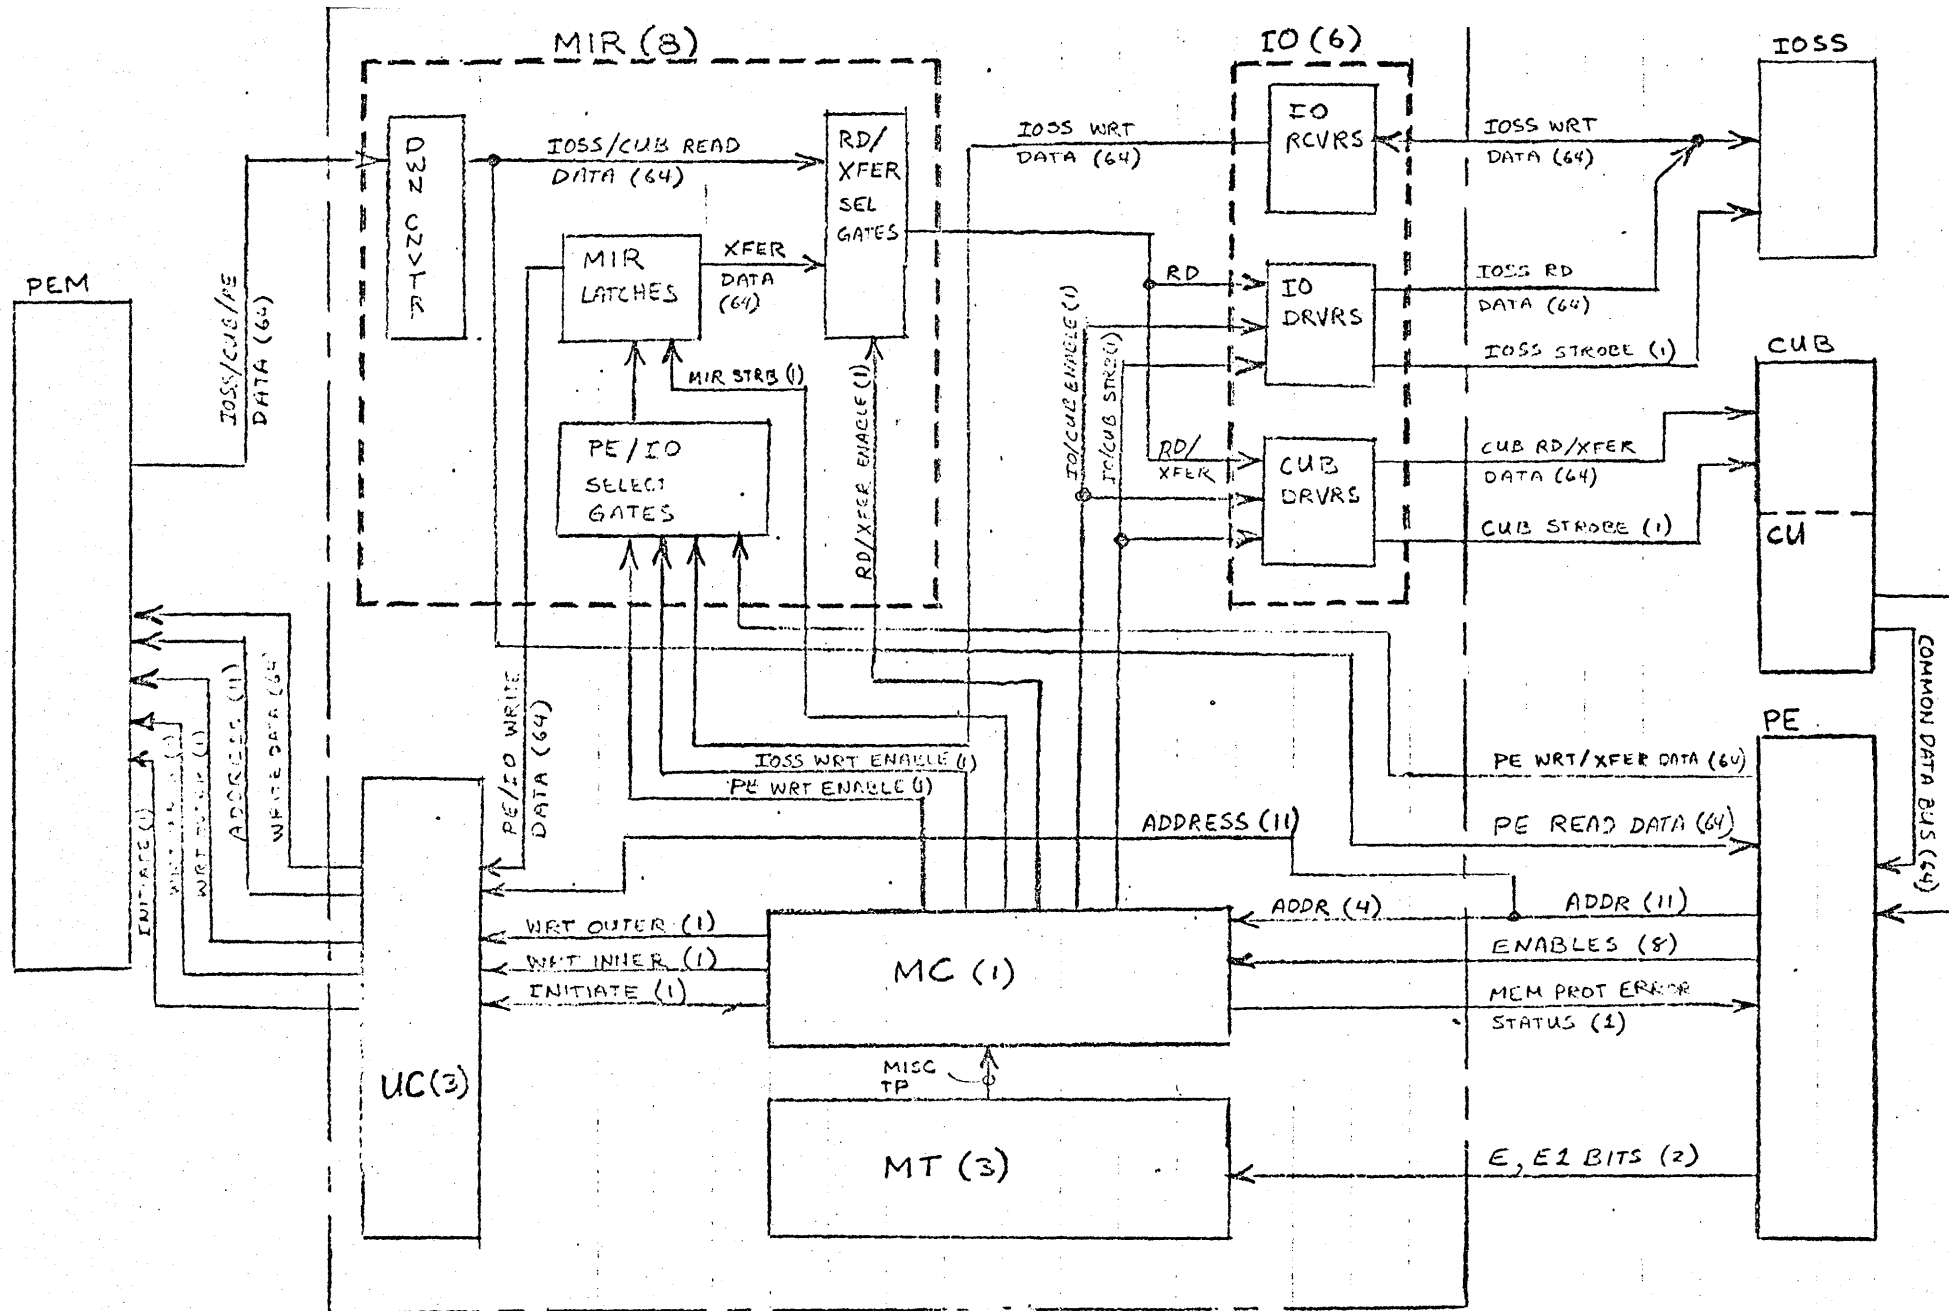 MIR (8)
IO (6)
IOSS
DWN CNVTR
IOSS/CUB READ
DATA (64)
RD/
XFER
SEL
GATES
IOSS WRT
DATA (64)
IO
RCVRS
IOSS WRT
DATA (64)
MIR
LATCHES
XFER
DATA
(64)
RD
IO
DRVRS
IOSS RD
DATA (64)
IOSS STROBE (1)
PEM
IOSS/CUB/PE
DATA (64)
MIR STRB (1)
RD/XFER ENABLE (1)
IO/CUB ENABLE (1)
IO/CUB STRB (1)
CUB
PE/IO
SELECT
GATES
RD/
XFER
CUB
DRVRS
CUB RD/XFER
DATA (64)
CUB STROBE (1)
CU
COMMON DATA BUS (64)
PE
INITIATE (1)
WRT OUTER (1)
ADDRESS (11)
WRITE DATA (64)
PE/IO WRITE
DATA (64)
IOSS WRT ENABLE (1)
PE WRT ENABLE (1)
PE WRT/XFER DATA (64)
ADDRESS (11)
PE READ DATA (64)
WRT OUTER (1)
WRT INNER (1)
INITIATE (1)
MC (1)
ADDR (4)
ADDR (11)
ENABLES (8)
MEM PROT ERROR
STATUS (1)
UC (3)
MISC
TP
MT (3)
E, E1 BITS (2)